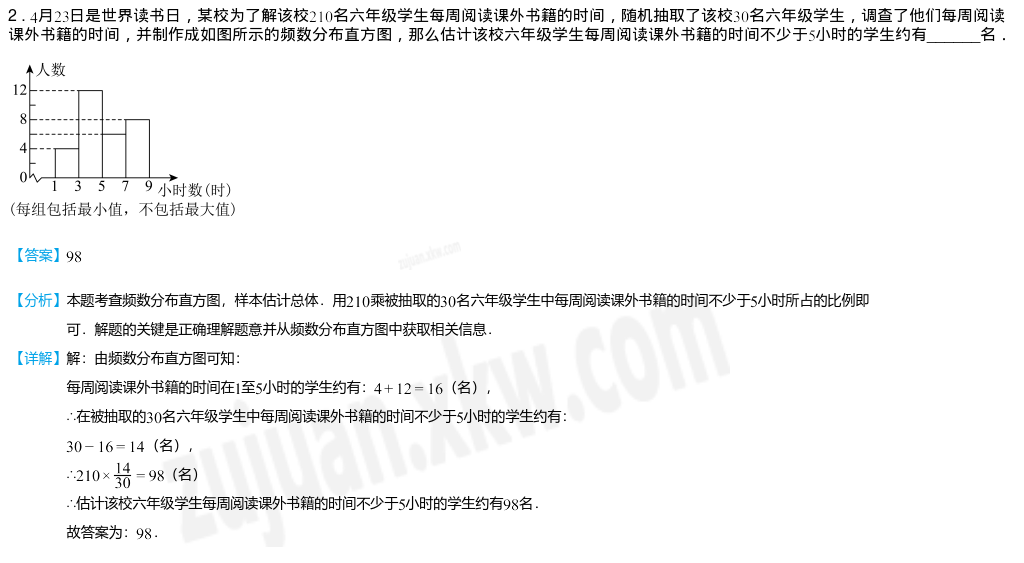 2．4月23日是世界读书日，某校为了解该校210名六年级学生每周阅读课外书籍的时间，随机抽取了该校30名六年级学生，调查了他们每周阅读
课外书籍的时间，并制作成如图所示的频数分布直方图，那么估计该校六年级学生每周阅读课外书籍的时间不少于5小时的学生约有_______名．
人数
12
8
4
0
1 3 5 7 9 小时数(时)
(每组包括最小值，不包括最大值)
【答案】98
zujuan.xkw.com
【分析】本题考查频数分布直方图，样本估计总体．用210乘被抽取的30名六年级学生中每周阅读课外书籍的时间不少于5小时所占的比例即
可．解题的关键是正确理解题意并从频数分布直方图中获取相关信息．
【详解】解：由频数分布直方图可知：
每周阅读课外书籍的时间在1至5小时的学生约有：4+12=16（名），
∴在被抽取的30名六年级学生中每周阅读课外书籍的时间不少于5小时的学生约有：
30−16=14（名），
∴210×14/30=98（名）
∴估计该校六年级学生每周阅读课外书籍的时间不少于5小时的学生约有98名．
故答案为：98．
zujuan.xkw.com